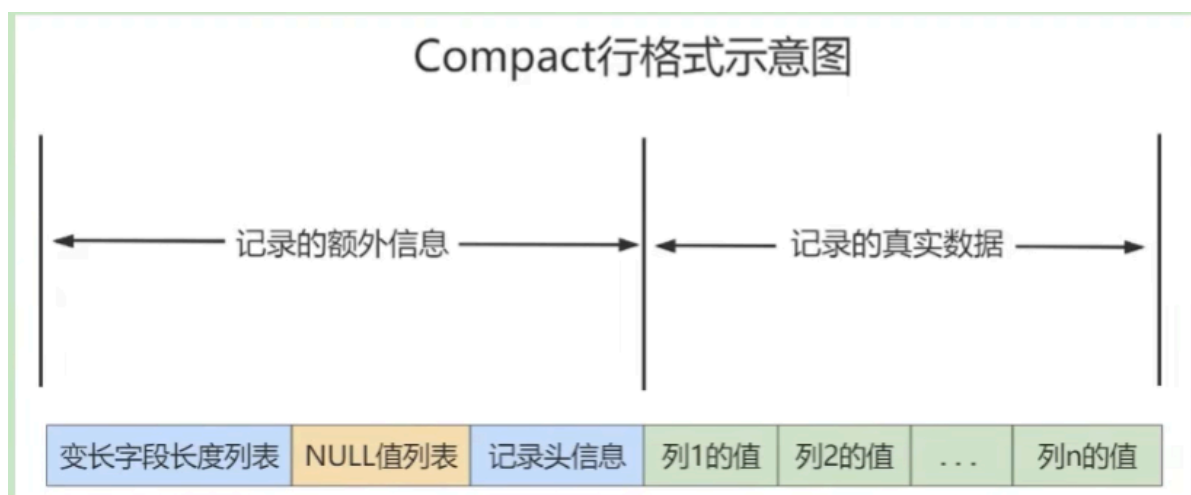 Compact行格式示意图
记录的额外信息 记录的真实数据
变长字段长度列表 NULL值列表 记录头信息 列1的值 列2的值 ... 列n的值